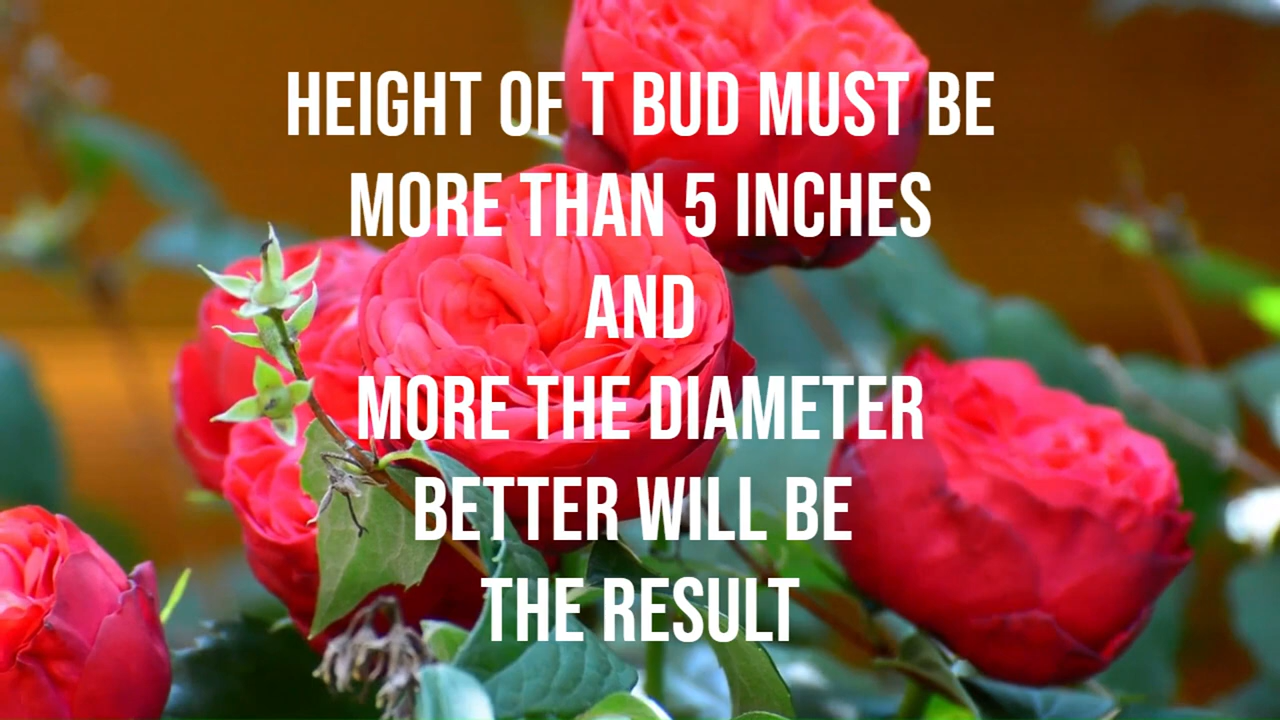 HEIGHT OF T BUD MUST BE
MORE THAN 5 INCHES
AND
MORE THE DIAMETER
BETTER WILL BE
THE RESULT